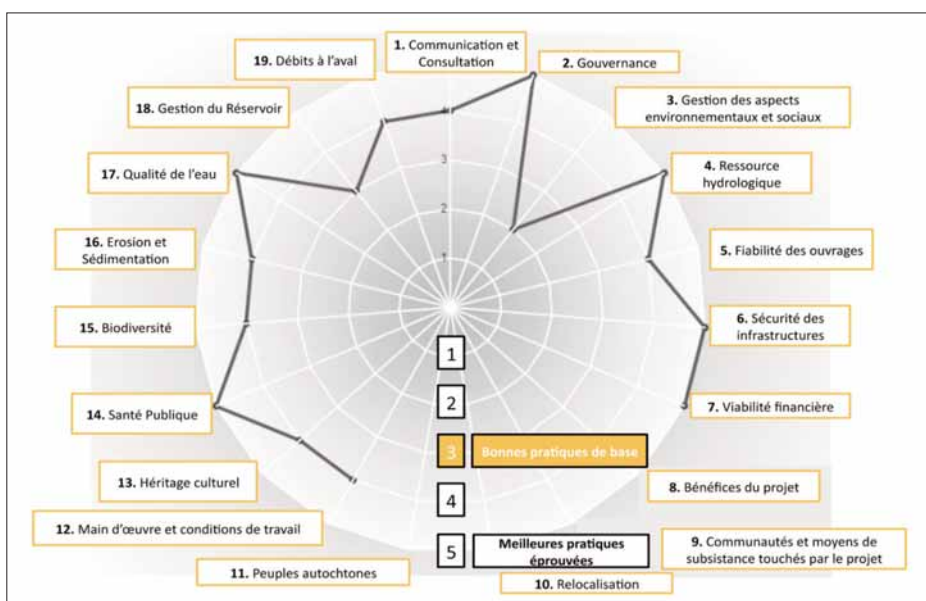 1. Communication et
Consultation
2. Gouvernance
3. Gestion des aspects
environnementaux et sociaux
4. Ressource
hydrologique
5. Fiabilité des ouvrages
6. Sécurité des
infrastructures
7. Viabilité financière
8. Bénéfices du projet
9. Communautés et moyens de
subsistance touchés par le projet
10. Relocalisation
11. Peuples autochtones
12. Main d'œuvre et conditions de travail
13. Héritage culturel
14. Santé Publique
15. Biodiversité
16. Erosion et
Sédimentation
17. Qualité de l'eau
18. Gestion du Réservoir
19. Débits à l'aval
4
3
2
1
1
2
3 Bonnes pratiques de base
4
5 Meilleures pratiques
éprouvées